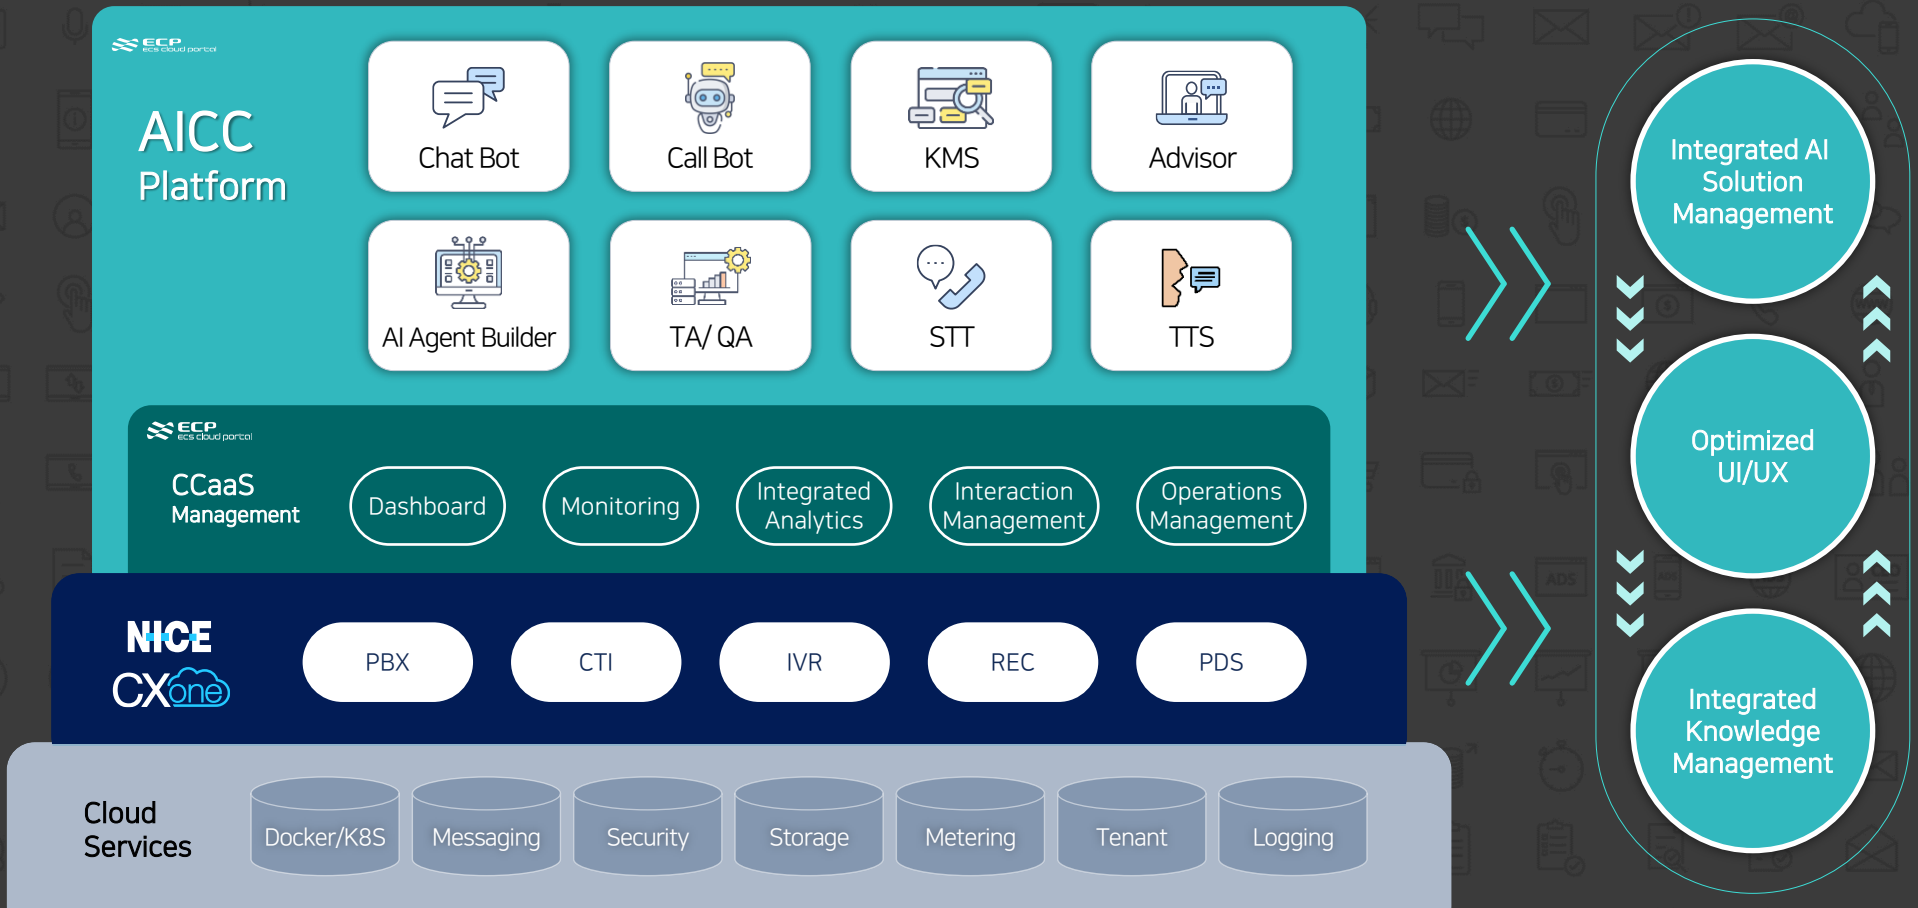 ECP
ecs cloud portal
AICC
Platform
Chat Bot
Call Bot
KMS
Advisor
AI Agent Builder
TA/ QA
STT
TTS
ECP
ecs cloud portal
CCaaS
Management
Dashboard
Monitoring
Integrated
Analytics
Interaction
Management
Operations
Management
NICE
CXone
PBX
CTI
IVR
REC
PDS
Cloud
Services
Docker/K8S
Messaging
Security
Storage
Metering
Tenant
Logging
Integrated AI
Solution
Management
Optimized
UI/UX
Integrated
Knowledge
Management
ADS